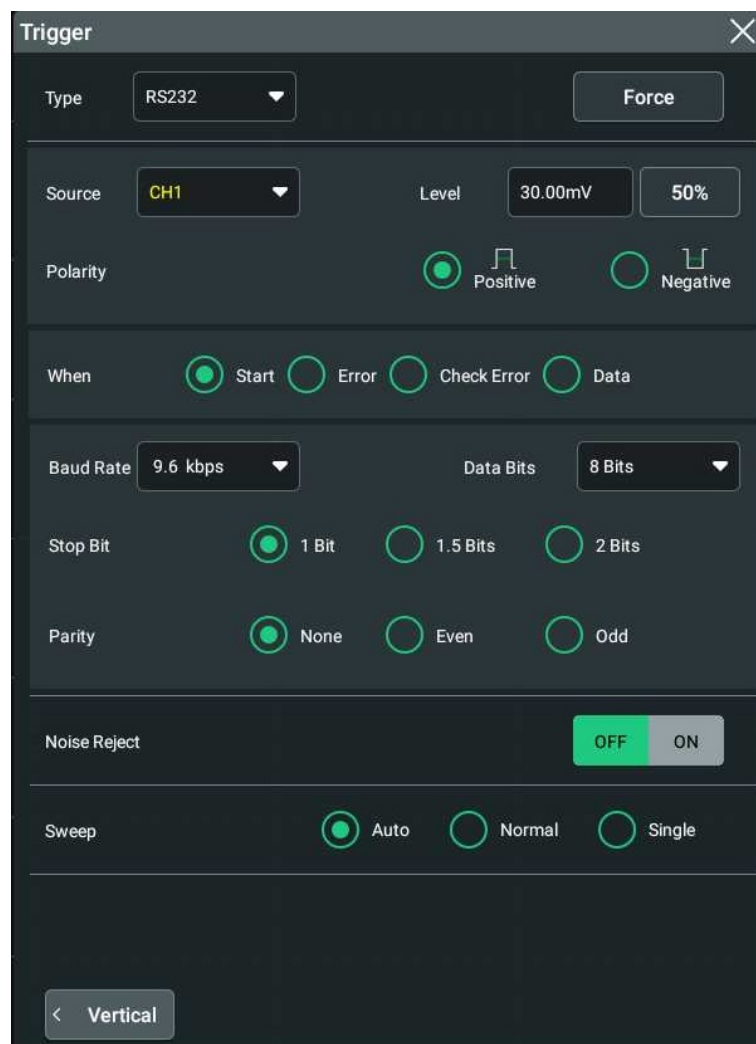 Trigger
Type RS232 Force
Source CH1 Level 30.00mV 50%
Polarity Positive Negative
When Start Error Check Error Data
Baud Rate 9.6 kbps Data Bits 8 Bits
Stop Bit 1 Bit 1.5 Bits 2 Bits
Parity None Even Odd
Noise Reject OFF ON
Sweep Auto Normal Single
< Vertical